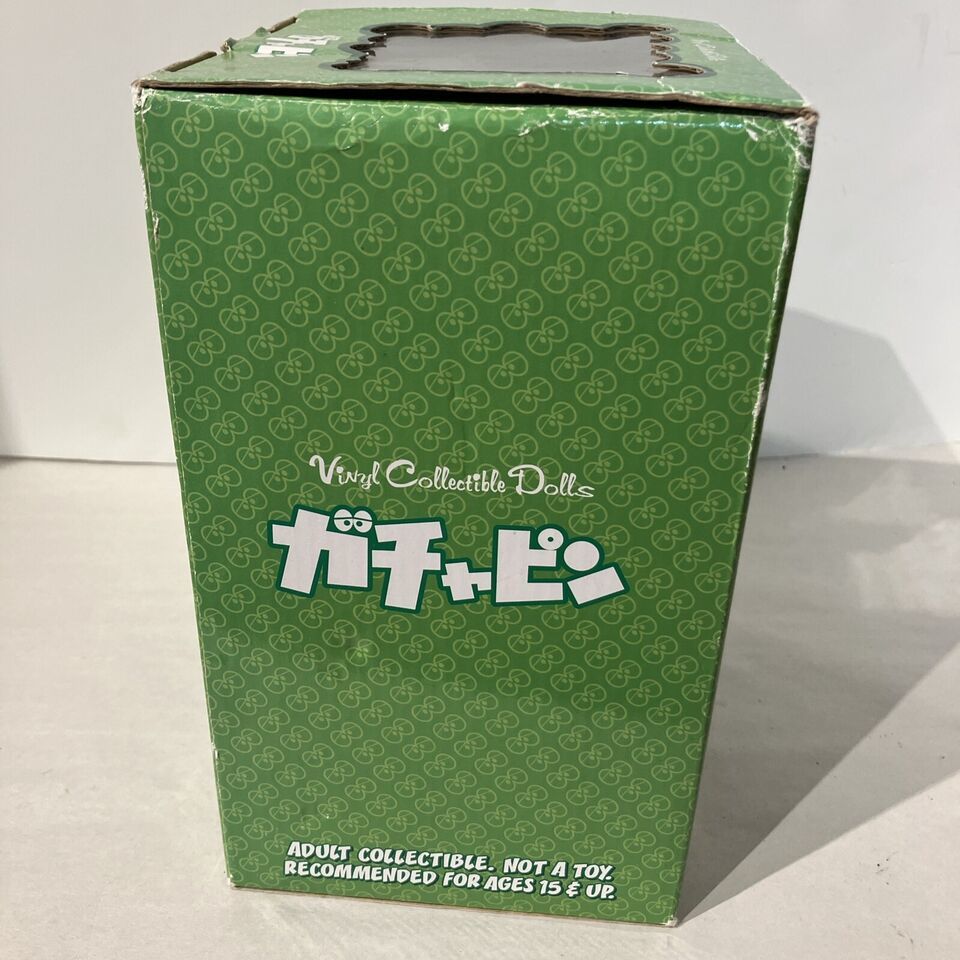 Vinyl Collectible Dolls
ガチャピン
ADULT COLLECTIBLE. NOT A TOY.
RECOMMENDED FOR AGES 15 & UP.